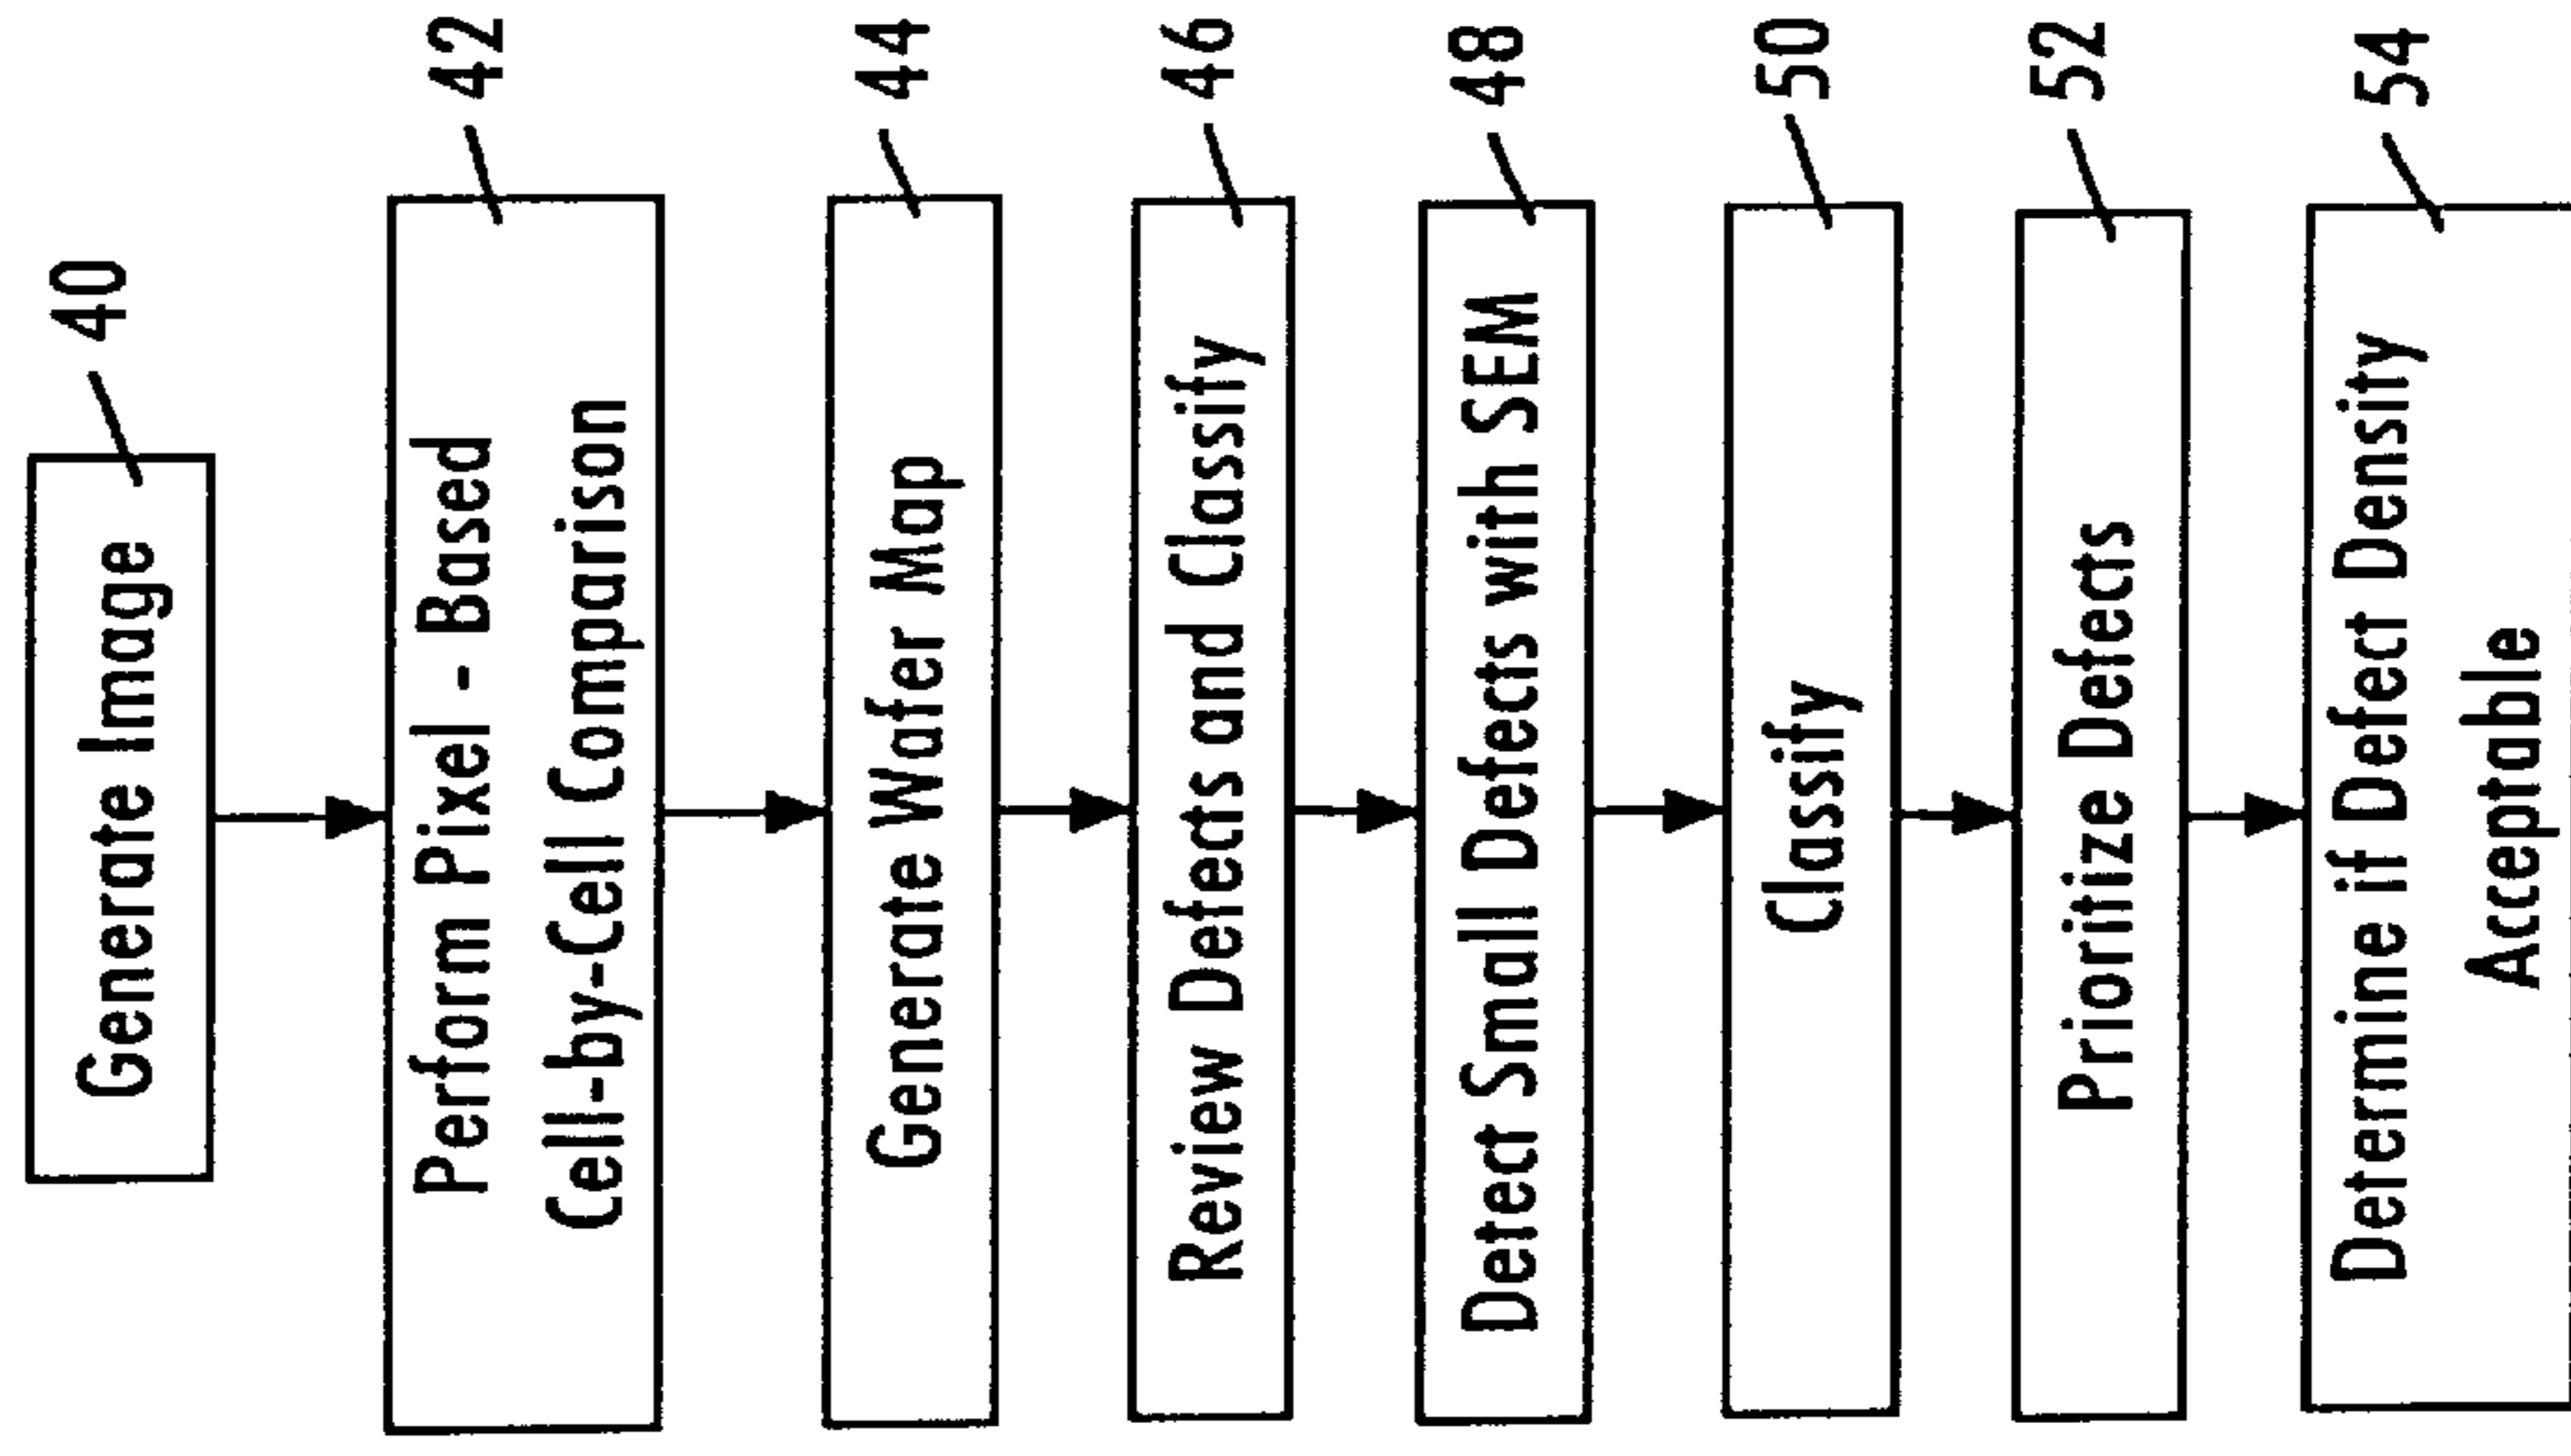 40
Generate Image
42
Perform Pixel - Based
Cell-by-Cell Comparison
44
Generate Wafer Map
46
Review Defects and Classify
48
Detect Small Defects with SEM
50
Classify
52
Prioritize Defects
54
Determine if Defect Density
Acceptable